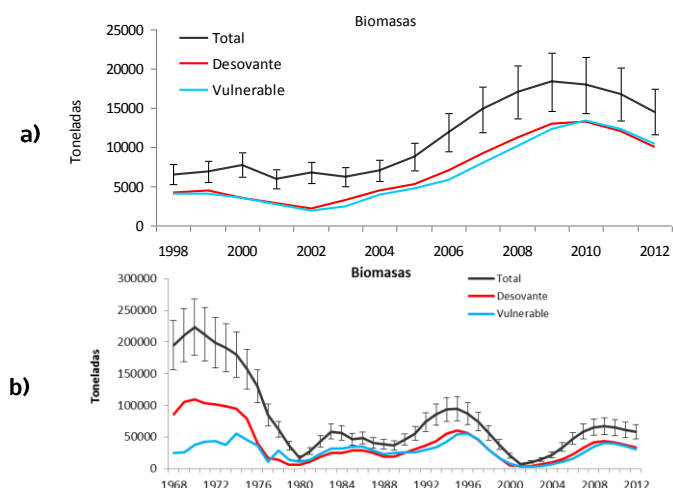 a)
Biomasas
Toneladas
25000
20000
15000
10000
5000
0
Total
Desovante
Vulnerable
1998 2000 2002 2004 2006 2008 2010 2012
b)
Biomasas
Toneladas
300000
250000
200000
150000
100000
50000
0
Total
Desovante
Vulnerable
1968 1972 1976 1980 1984 1988 1992 1996 2000 2004 2008 2012